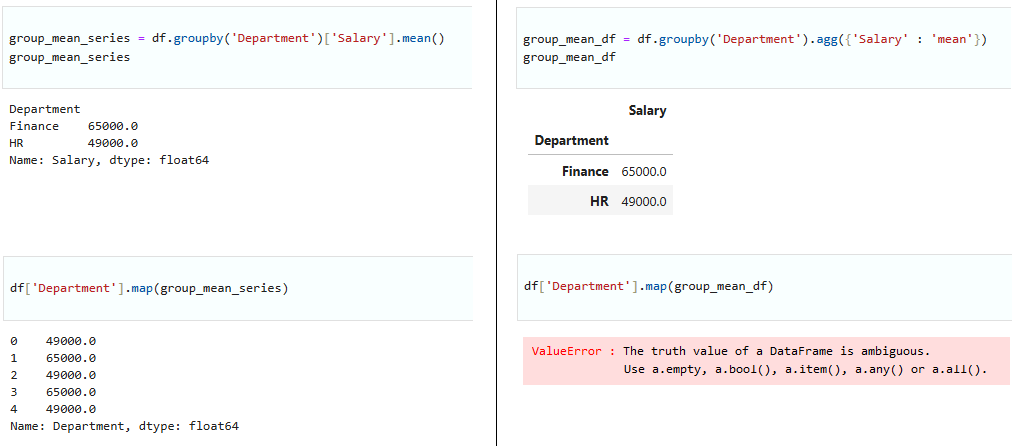 group_mean_series = df.groupby('Department')['Salary'].mean()
group_mean_series
Department
Finance    65000.0
HR         49000.0
Name: Salary, dtype: float64
df['Department'].map(group_mean_series)
0    49000.0
1    65000.0
2    49000.0
3    65000.0
4    49000.0
Name: Department, dtype: float64
group_mean_df = df.groupby('Department').agg({'Salary' : 'mean'})
group_mean_df
Salary
Department
Finance 65000.0
HR 49000.0
df['Department'].map(group_mean_df)
ValueError : The truth value of a DataFrame is ambiguous.
Use a.empty, a.bool(), a.item(), a.any() or a.all().